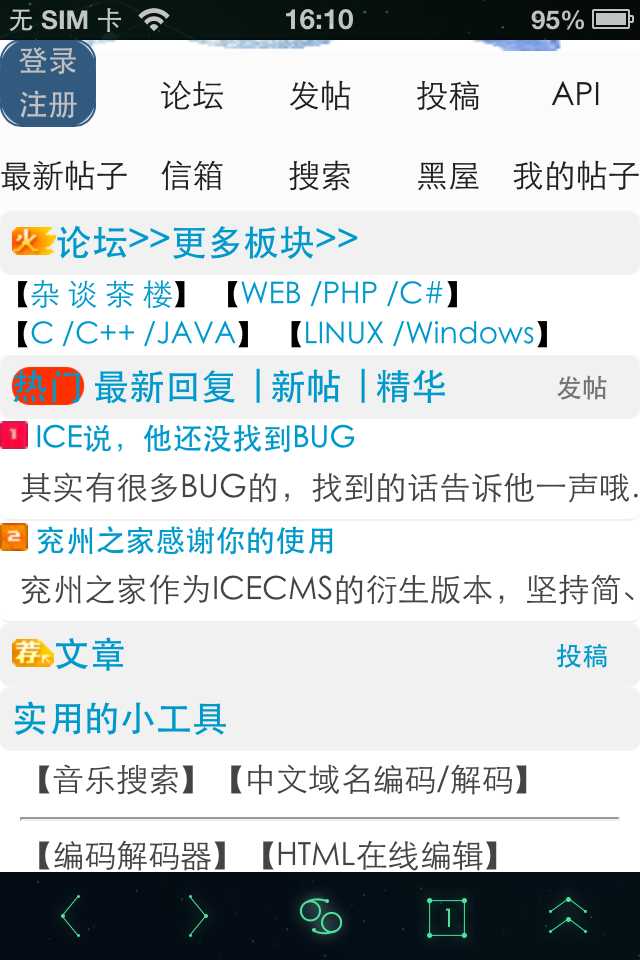 无 SIM 卡 16:10 95%
登录
注册
论坛 发帖 投稿 API
最新帖子 信箱 搜索 黑屋 我的帖子
火 论坛>>更多板块>>
【杂 谈 茶 楼】 【WEB /PHP /C#】
【C /C++ /JAVA】 【LINUX /Windows】
热门 最新回复 |新帖 |精华 发帖
1 ICE说，他还没找到BUG
其实有很多BUG的，找到的话告诉他一声哦.
2 兖州之家感谢你的使用
兖州之家作为ICECMS的衍生版本，坚持简、
荐 文章 投稿
实用的小工具
【音乐搜索】 【中文域名编码/解码】
【编码解码器】 【HTML在线编辑】
1